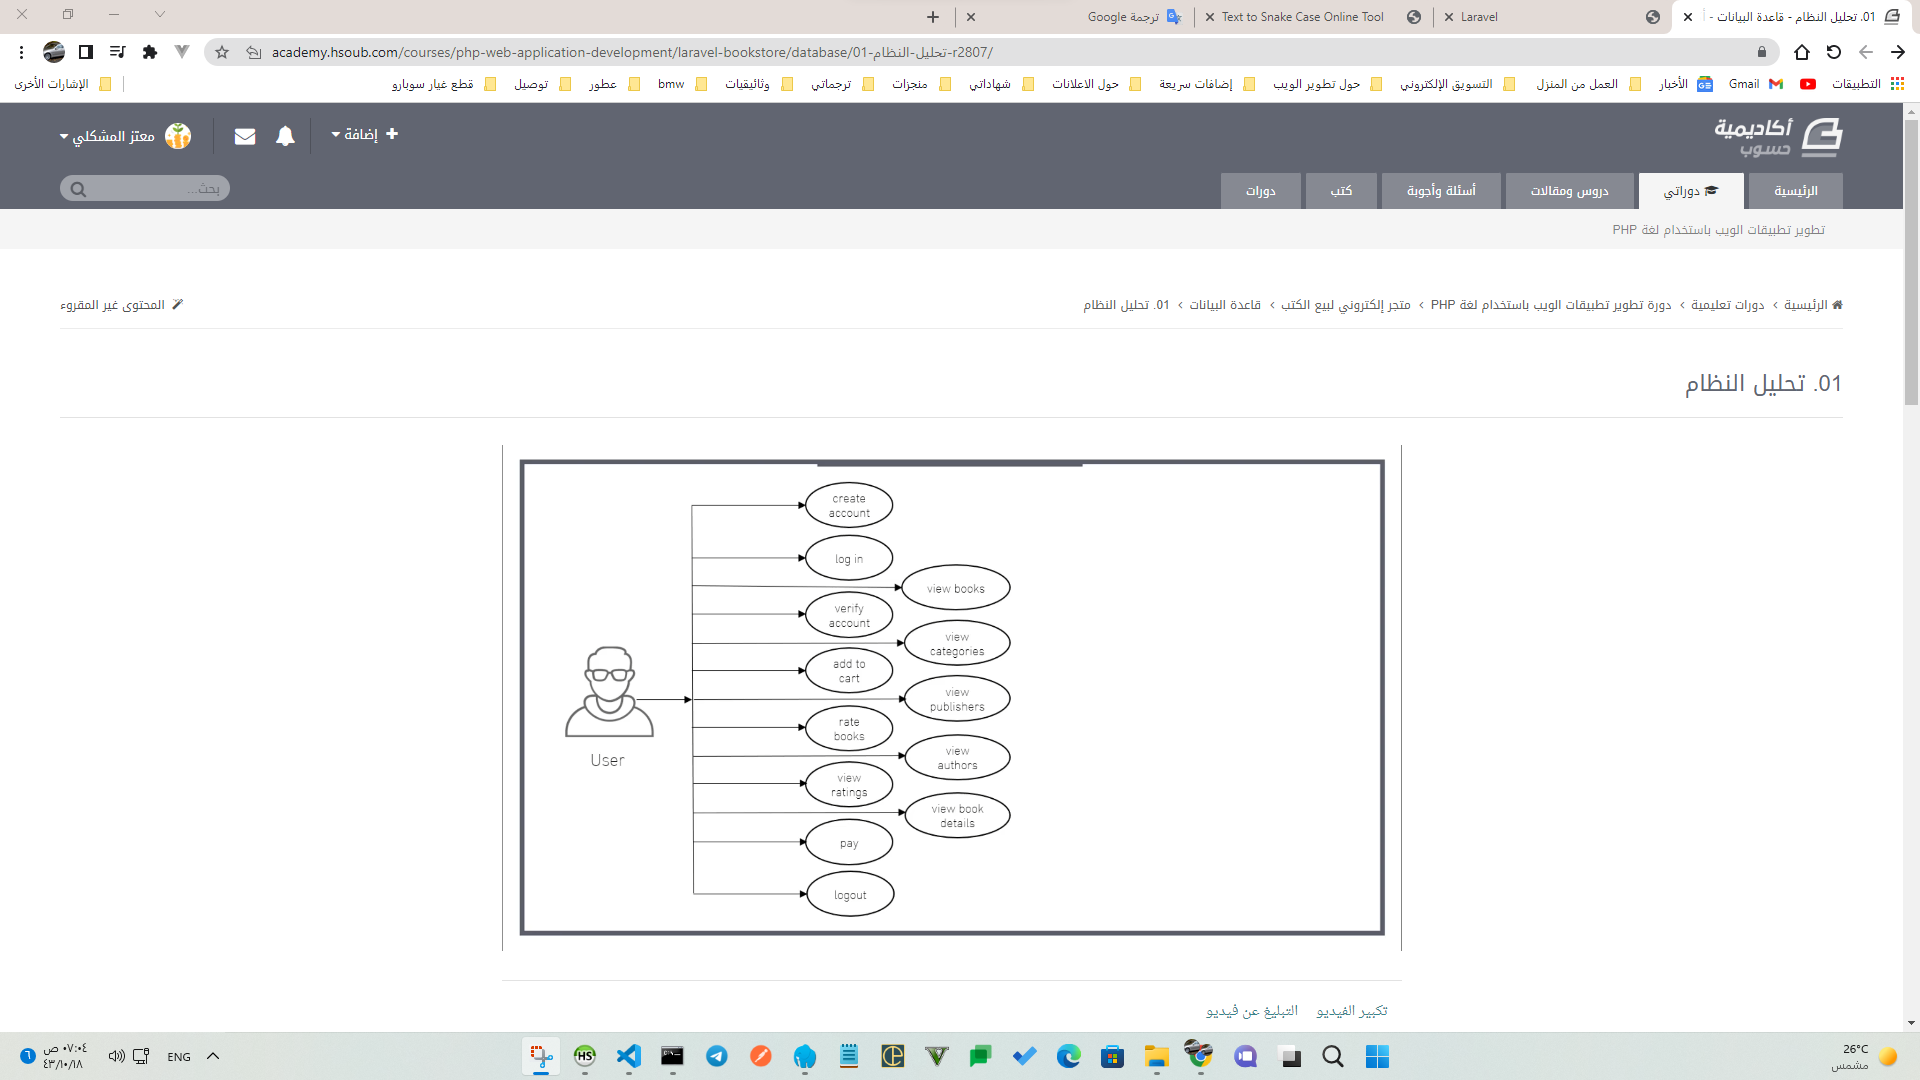 01. تحليل النظام - قاعدة البيانات -
Laravel
Text to Snake Case Online Tool
ترجمة Google
academy.hsoub.com/courses/php-web-application-development/laravel-bookstore/database/01-تحليل-النظام-r2807/
التطبيقات
Gmail
الأخبار
العمل من المنزل
التسويق الإلكتروني
حول تطوير الويب
إضافات سريعة
حول الاعلانات
شهاداتي
منجزات
ترجماتي
وثائيقيات
bmw
عطور
توصيل
قطع غيار سوبارو
الإشارات الأخرى
أكاديمية
حسوب
إضافة
معتز المشكلي
بحث...
الرئيسية
دوراتي
دروس ومقالات
أسئلة وأجوبة
كتب
دورات
تطوير تطبيقات الويب باستخدام لغة PHP
الرئيسية › دورات تعليمية › دورة تطوير تطبيقات الويب باستخدام لغة PHP › متجر إلكتروني لبيع الكتب › قاعدة البيانات › 01. تحليل النظام
المحتوى غير المقروء
01. تحليل النظام
create
account
log in
view books
verify
account
view
categories
add to
cart
view
publishers
rate
books
view
authors
view
ratings
view book
details
pay
logout
User
تكبير الفيديو
التبليغ عن فيديو
26°C
مشمس
HS
ENG
٠٧:٠٤ ص
٤٣/١٠/١٨
٦